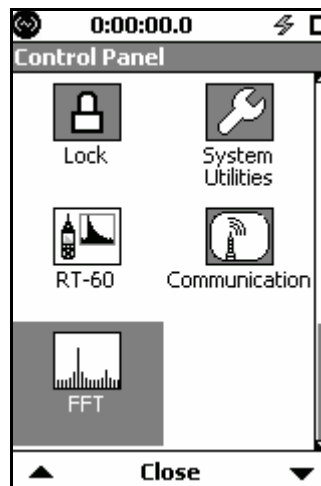 0:00:00.0
Control Panel
Lock
System
Utilities
RT-60
Communication
FFT
Close